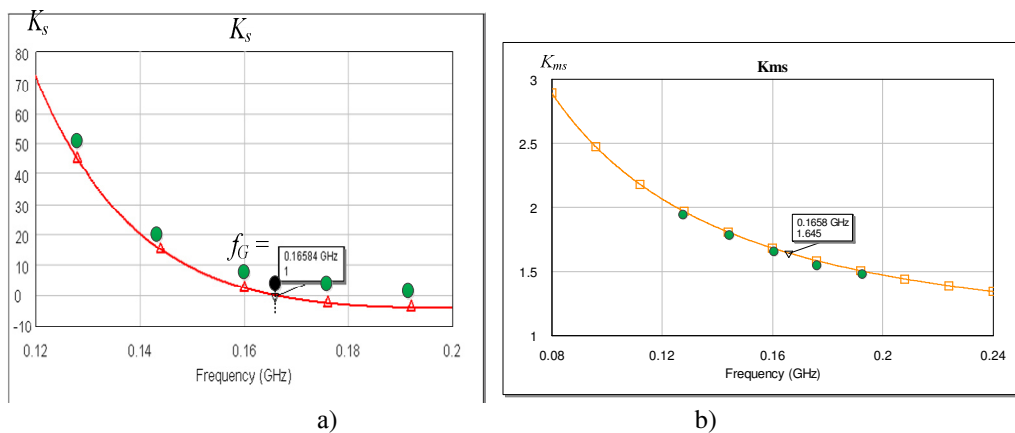 K_s
K_s
80
70
60
50
40
30
20
10
0
-10
f_G =
0.16584 GHz
1
0.12
0.14
0.16
0.18
0.2
Frequency (GHz)
a)
K_ms
Kms
3
2.5
2
1.5
1
0.1658 GHz
1.645
0.08
0.12
0.16
0.2
0.24
Frequency (GHz)
b)